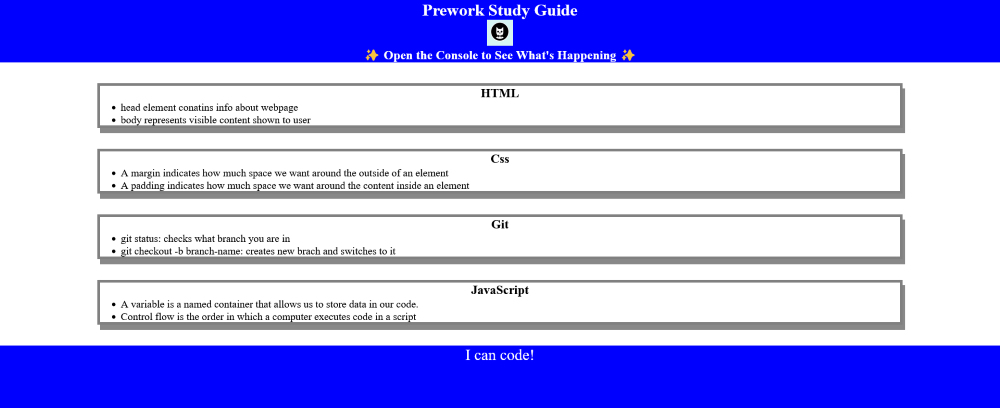 Prework Study Guide
✨ Open the Console to See What's Happening ✨
HTML
• head element conatins info about webpage
• body represents visible content shown to user
Css
• A margin indicates how much space we want around the outside of an element
• A padding indicates how much space we want around the content inside an element
Git
• git status: checks what branch you are in
• git checkout -b branch-name: creates new brach and switches to it
JavaScript
• A variable is a named container that allows us to store data in our code.
• Control flow is the order in which a computer executes code in a script
I can code!